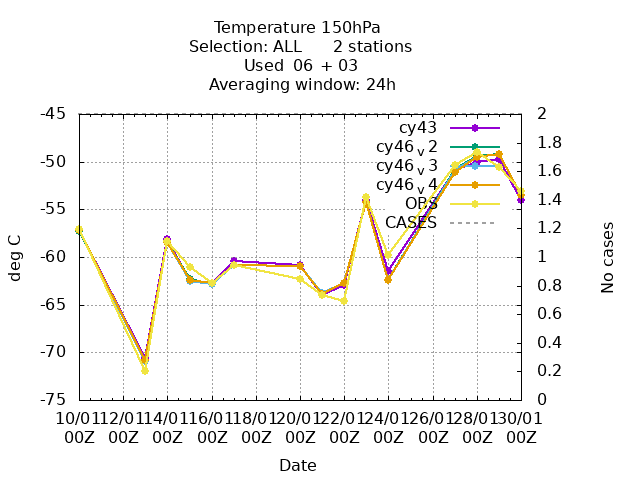 Temperature 150hPa
Selection: ALL 2 stations
Used 06 + 03
Averaging window: 24h
-45
-50
-55
-60
-65
-70
-75
deg C
2
1.8
1.6
1.4
1.2
1
0.8
0.6
0.4
0.2
0
No cases
cy43
cy46v2
cy46v3
cy46v4
OBS
CASES
10/01 12/01 14/01 16/01 18/01 20/01 22/01 24/01 26/01 28/01 30/01
00Z 00Z 00Z 00Z 00Z 00Z 00Z 00Z 00Z 00Z 00Z
Date